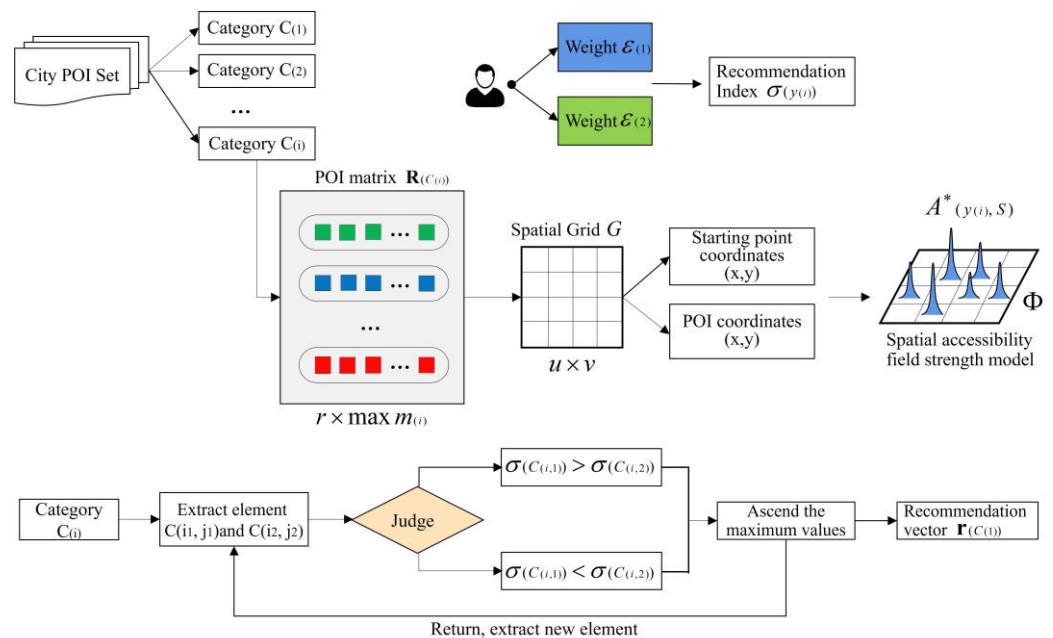 City POI Set
Category C(1)
Category C(2)
...
Category C(i)
Weight ε(1)
Weight ε(2)
Recommendation
Index σ(y(i))
POI matrix R(C(i))
...
...
...
...
r × max m(i)
Spatial Grid G
u × v
Starting point
coordinates
(x,y)
POI coordinates
(x,y)
A*(y(i), S)
Φ
Spatial accessibility
field strength model
Category
C(i)
Extract element
C(i1, j1)and C(i2, j2)
Judge
σ(C(i,1)) > σ(C(i,2))
σ(C(i,1)) < σ(C(i,2))
Ascend the
maximum values
Recommendation
vector r(C(1))
Return, extract new element